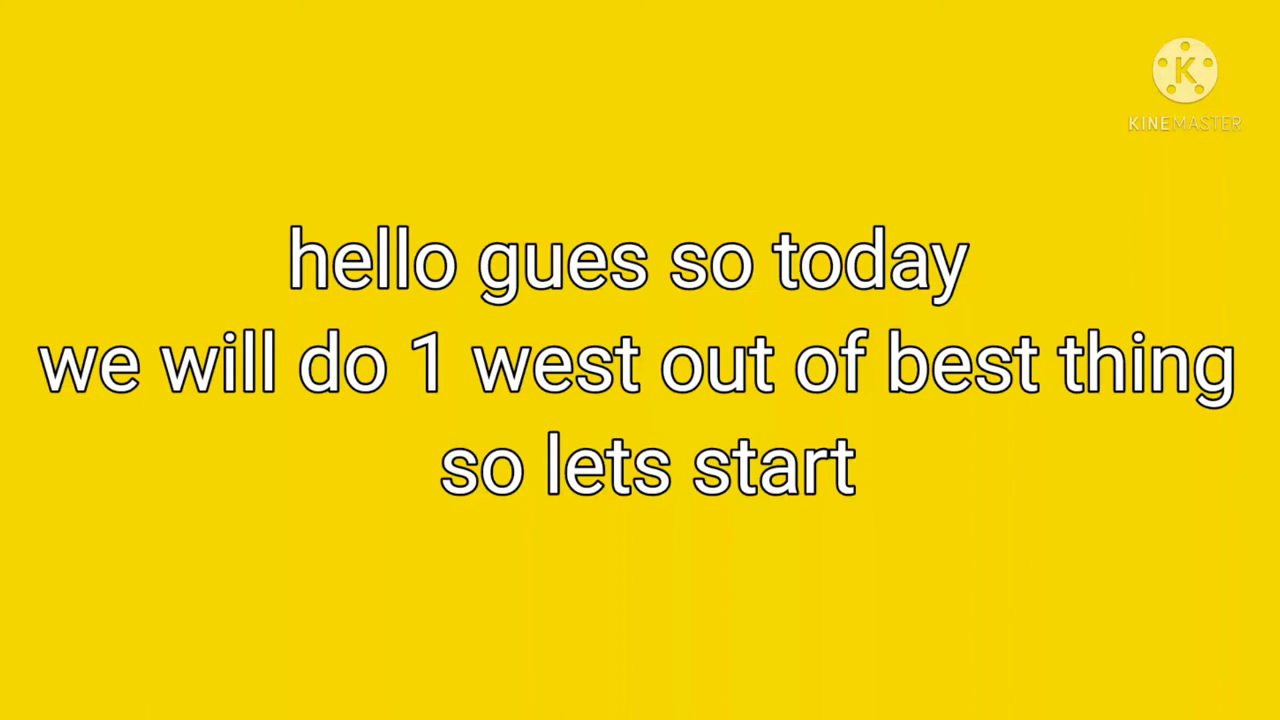 KINEMASTER
hello gues so today
we will do 1 west out of best thing
so lets start